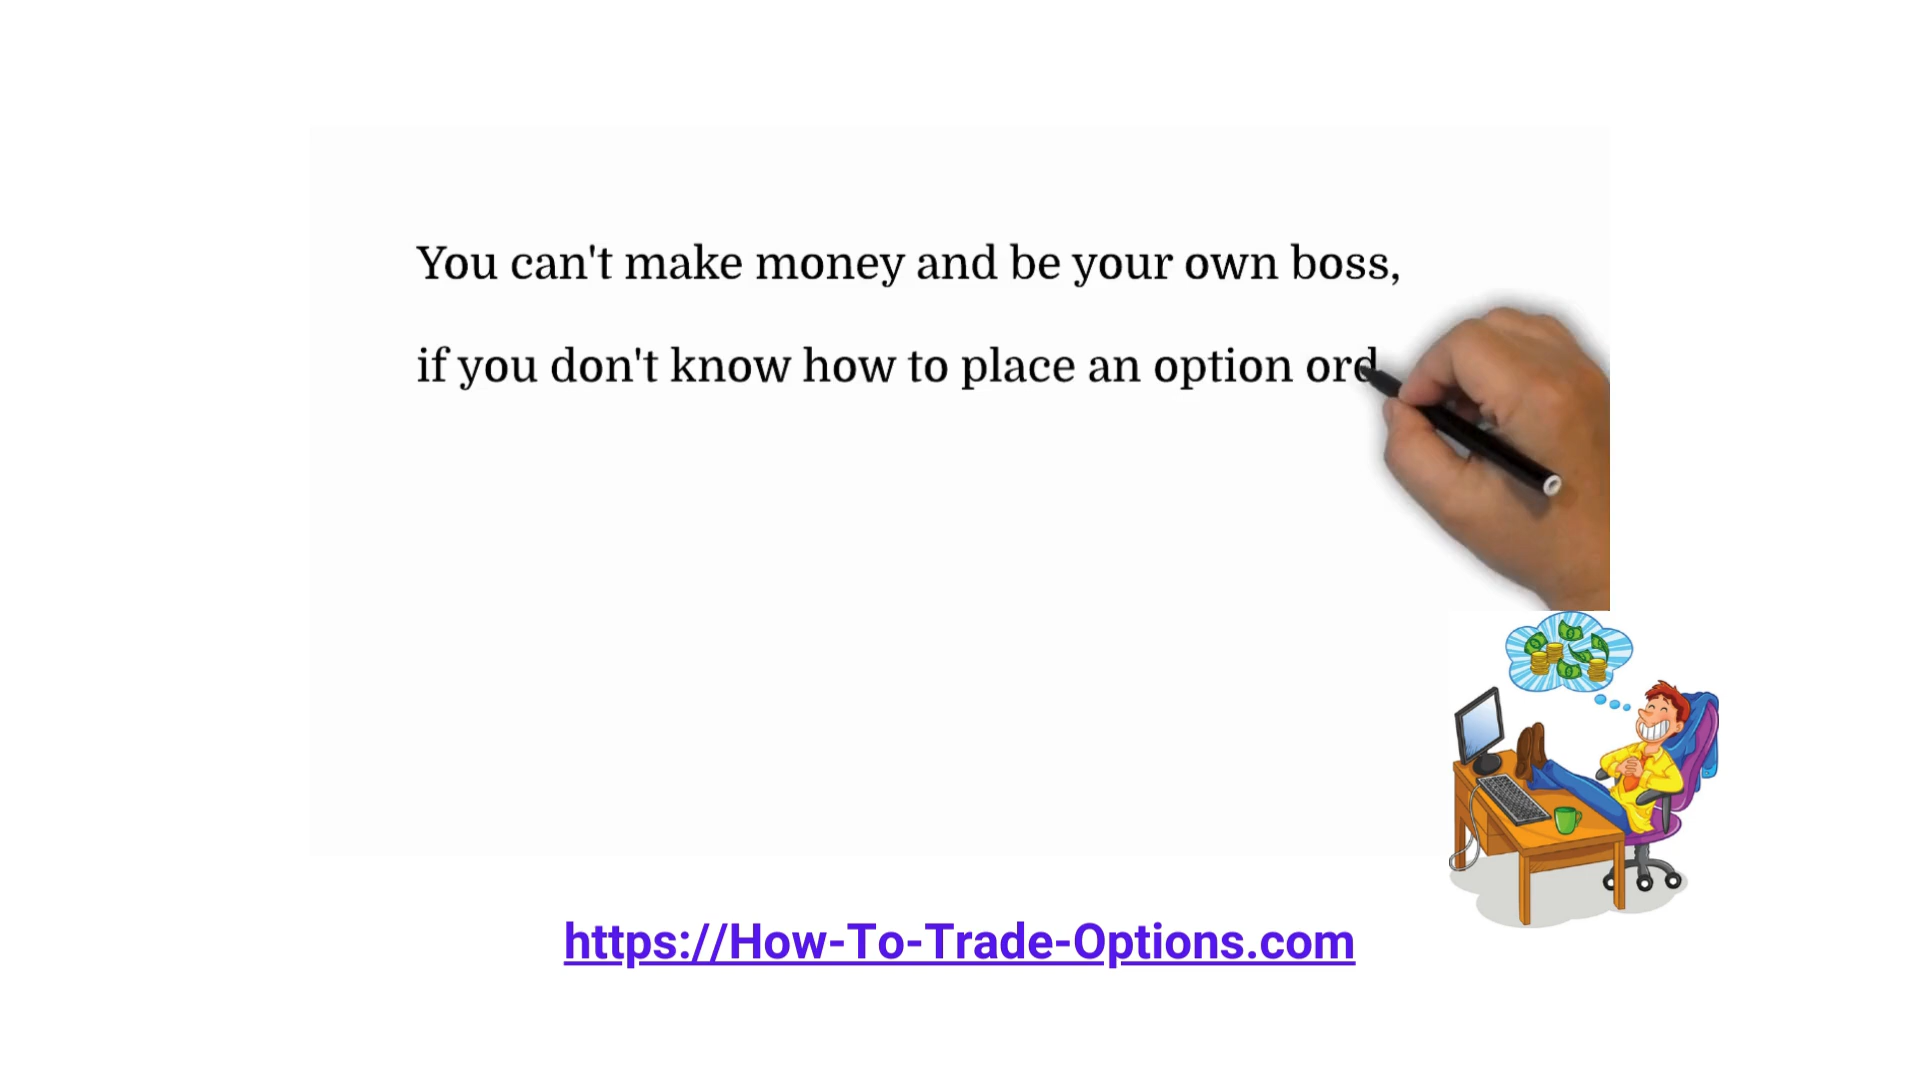 You can't make money and be your own boss,
if you don't know how to place an option ord
https://How-To-Trade-Options.com